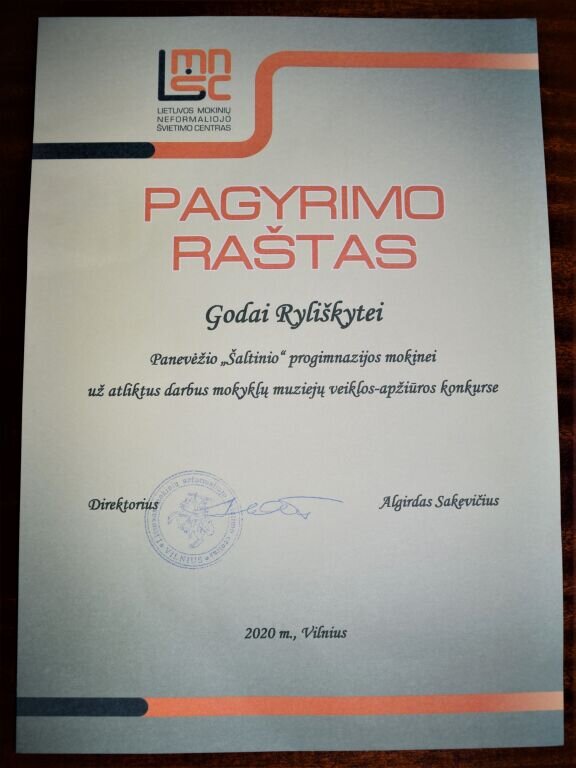 LMNŠC
LIETUVOS MOKINIŲ
NEFORMALIOJO
ŠVIETIMO CENTRAS
PAGYRIMO
RAŠTAS
Godai Ryliškytei
Panevėžio „Šaltinio“ progimnazijos mokinei
už atliktus darbus mokyklų muziejų veiklos-apžiūros konkurse
Direktorius
Algirdas Sakevičius
VILNIUS
2020 m., Vilnius